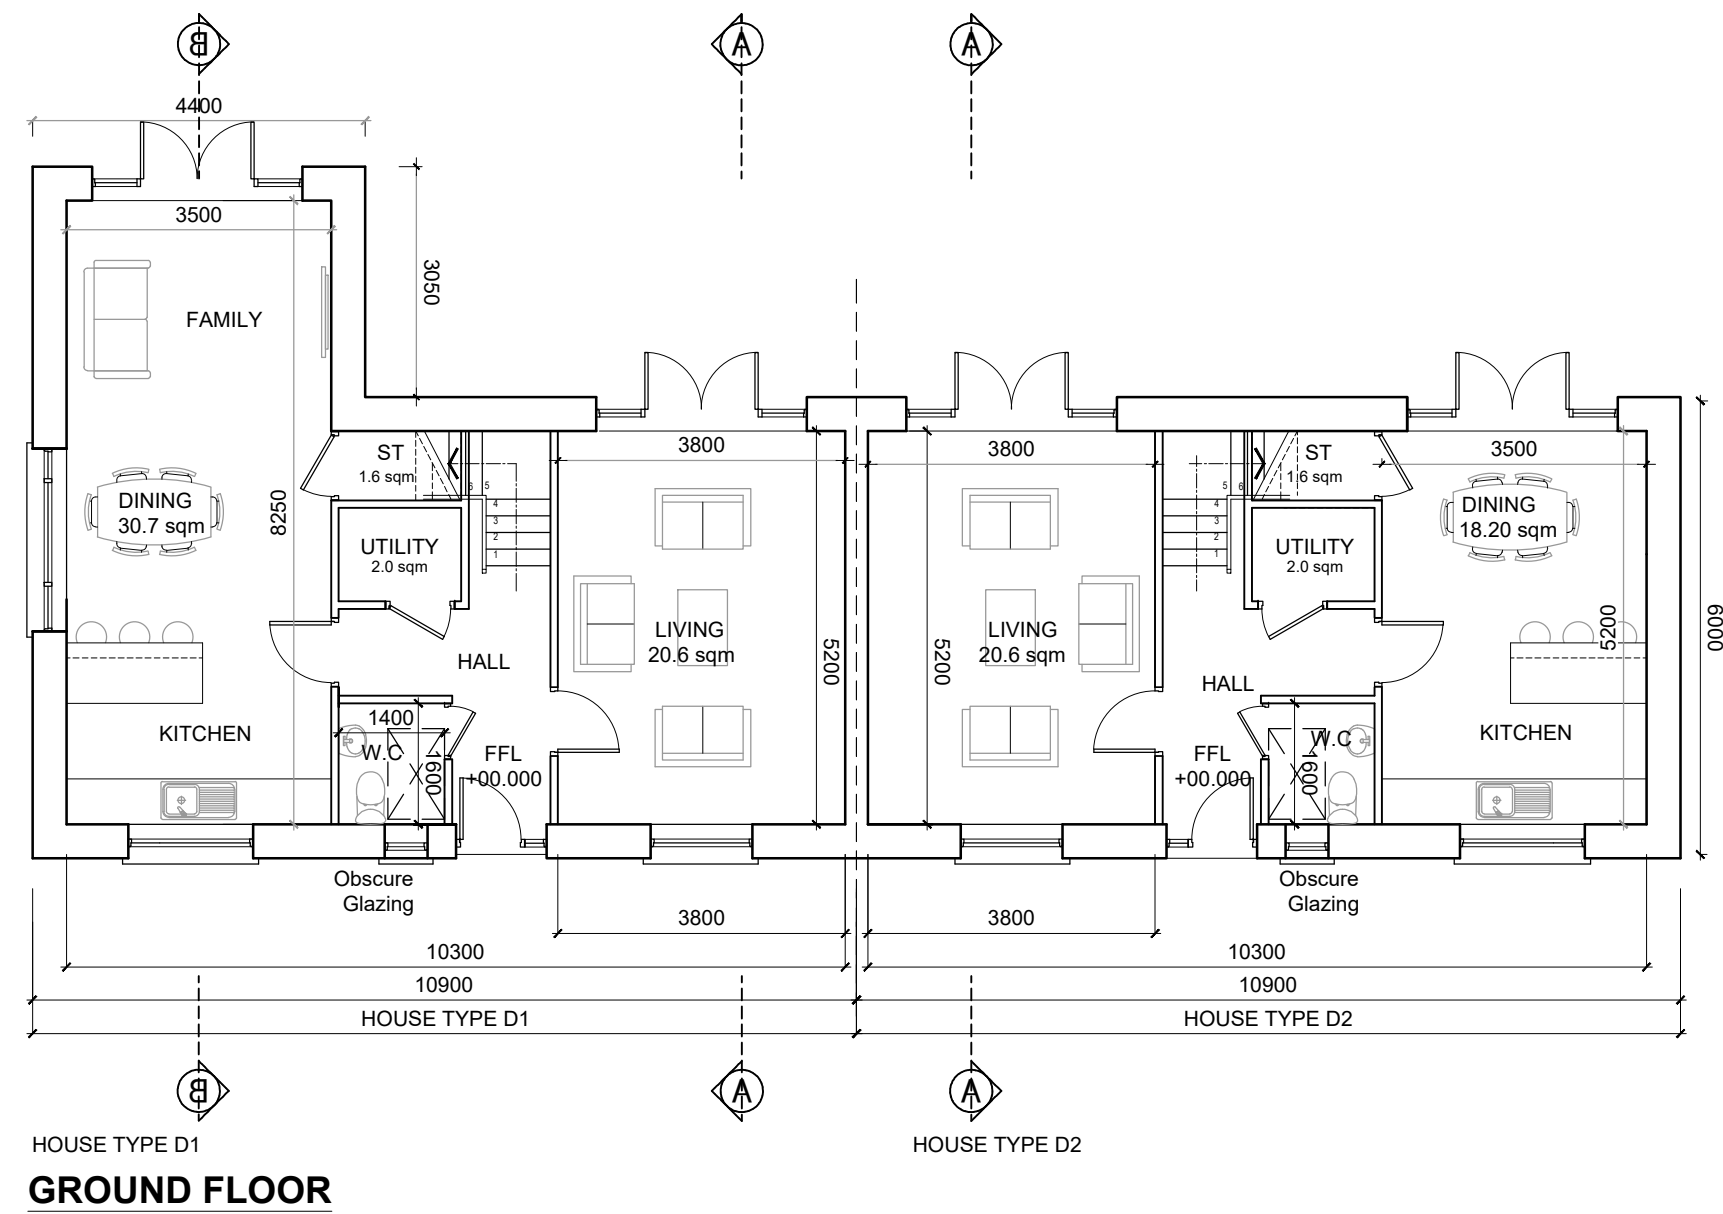 B
A
A
4400
3500
3050
FAMILY
3800
3800
ST
1.6 sqm
ST
1.6 sqm
3500
6 5
4
3
2
1
5 6
4
3
2
1
DINING
30.7 sqm
8250
DINING
18.20 sqm
UTILITY
2.0 sqm
UTILITY
2.0 sqm
6000
LIVING
20.6 sqm
5200
LIVING
20.6 sqm
5200
5200
HALL
HALL
1400
KITCHEN
W.C
1600
FFL
+00.000
FFL
+00.000
W.C
1600
KITCHEN
Obscure
Glazing
Obscure
Glazing
3800
3800
10300
10300
10900
10900
HOUSE TYPE D1
HOUSE TYPE D2
B
A
A
HOUSE TYPE D1
HOUSE TYPE D2
GROUND FLOOR